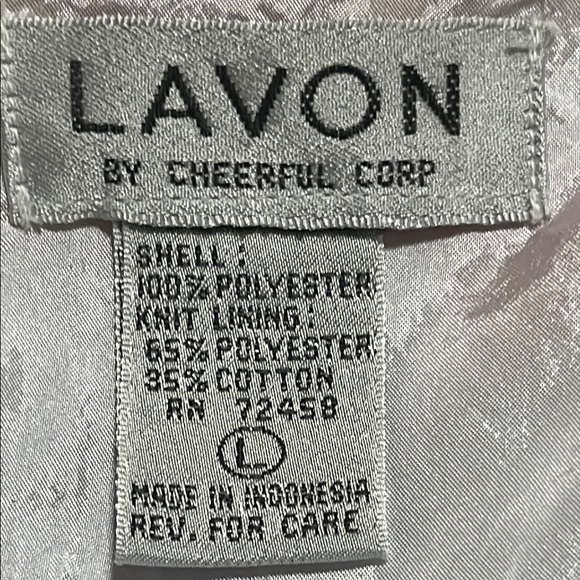 LAVON
BY CHEERFUL CORP
SHELL:
100% POLYESTER
KNIT LINING:
65% POLYESTER
35% COTTON
RN 72458
L
MADE IN INDONESIA
REV. FOR CARE